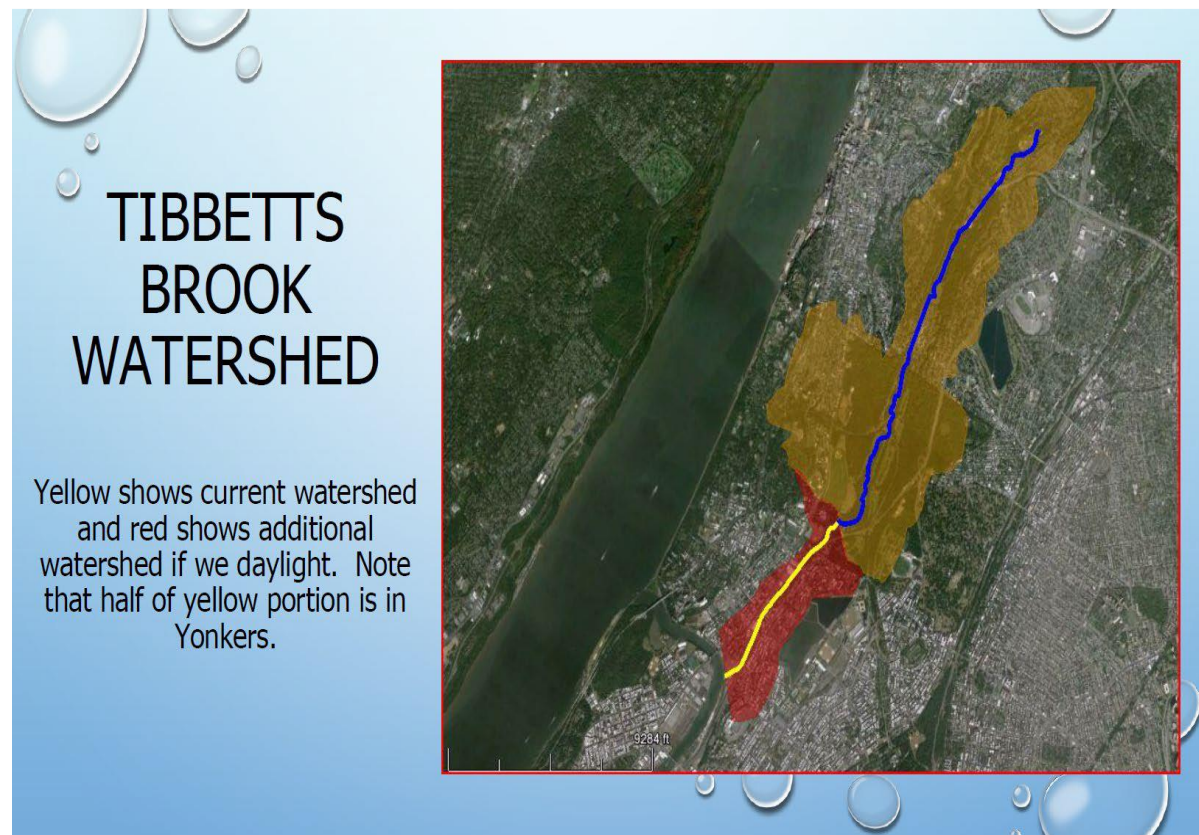 TIBBETTS
BROOK
WATERSHED
Yellow shows current watershed
and red shows additional
watershed if we daylight.  Note
that half of yellow portion is in
Yonkers.
9284 ft